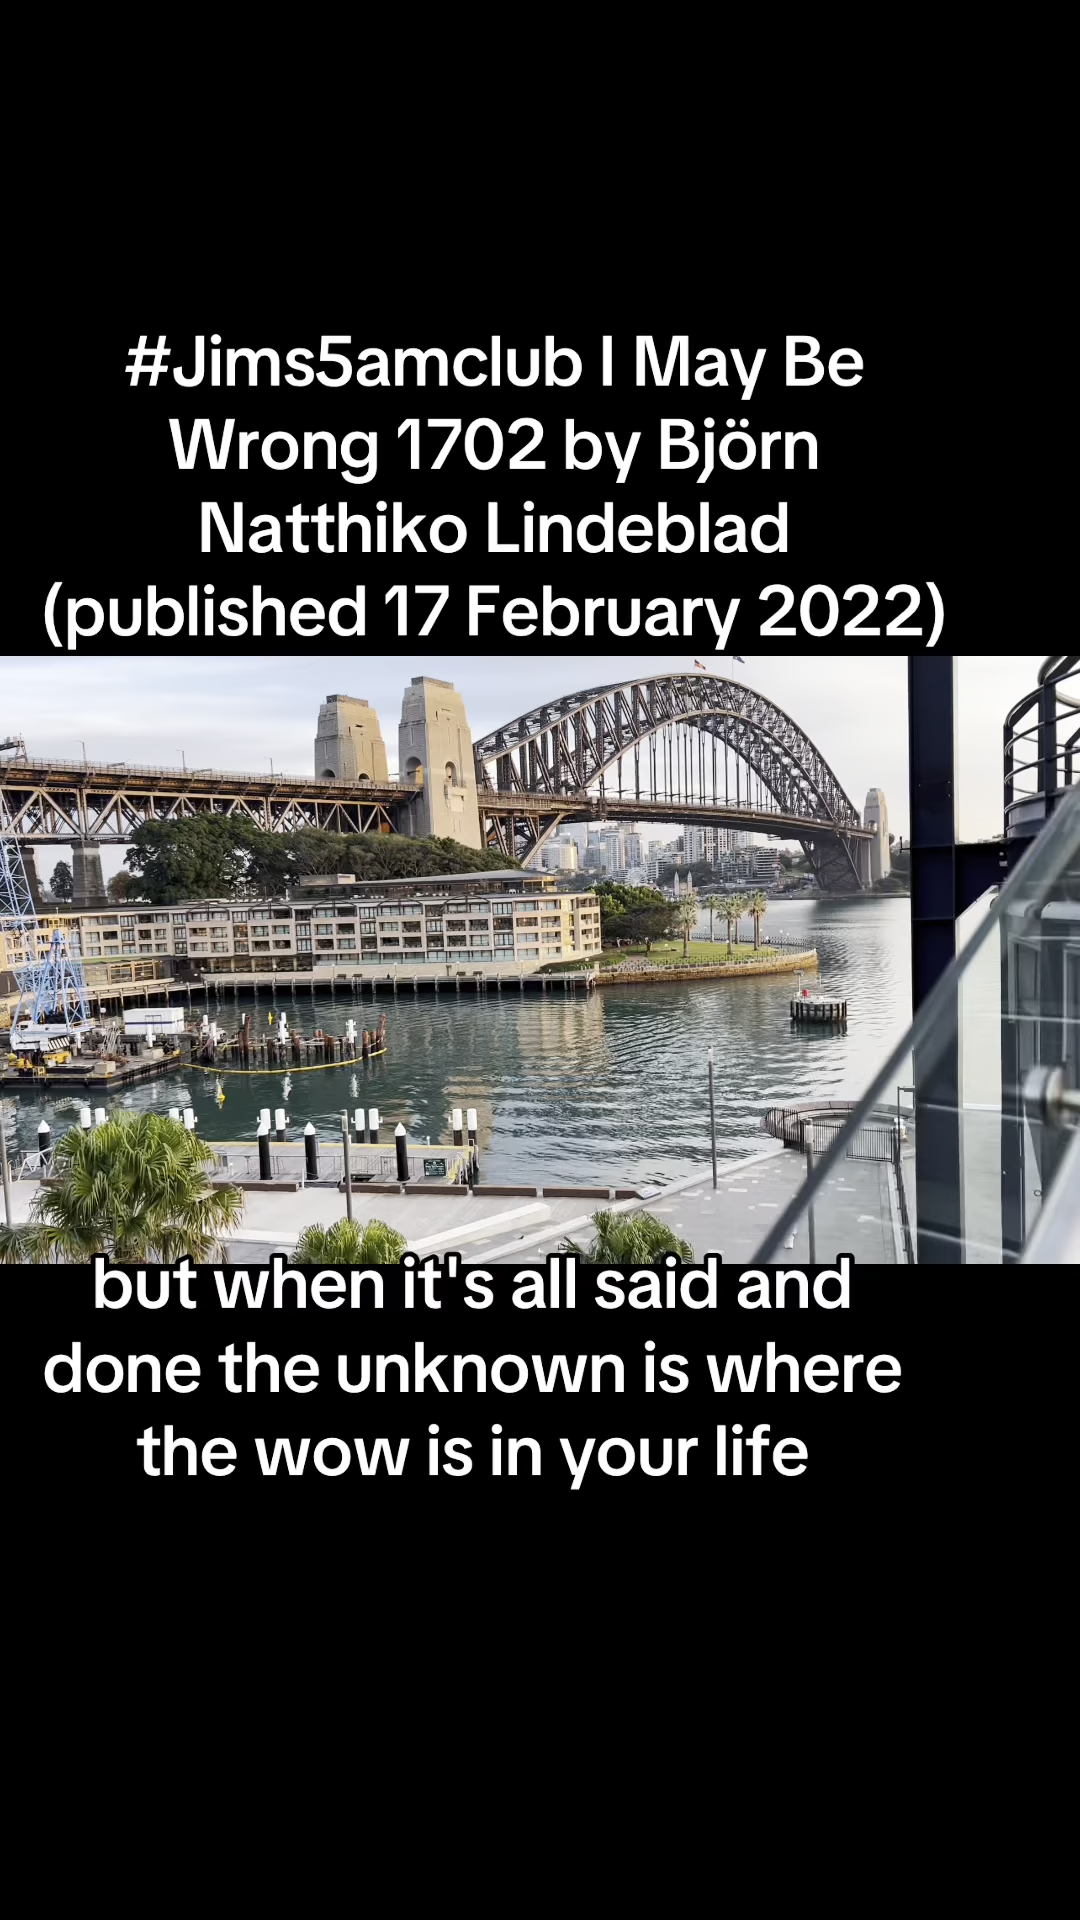 #Jims5amclub I May Be
Wrong 1702 by Björn
Natthiko Lindeblad
(published 17 February 2022)
but when it's all said and
done the unknown is where
the wow is in your life